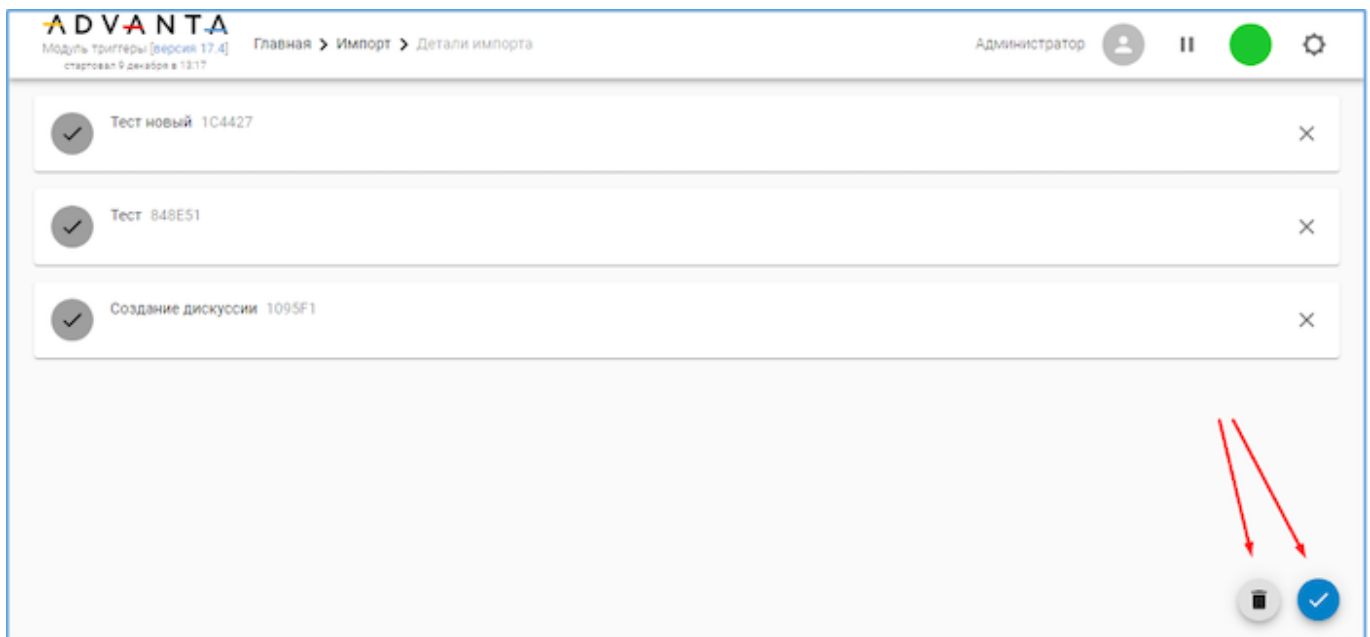 ADVANTA
Модуль триггеры [версия 17.4]
стартовал 9 декабря в 13:17
Главная > Импорт > Детали импорта
Администратор
Тест новый 1C4427
Тест 848E51
Создание дискуссии 1095F1